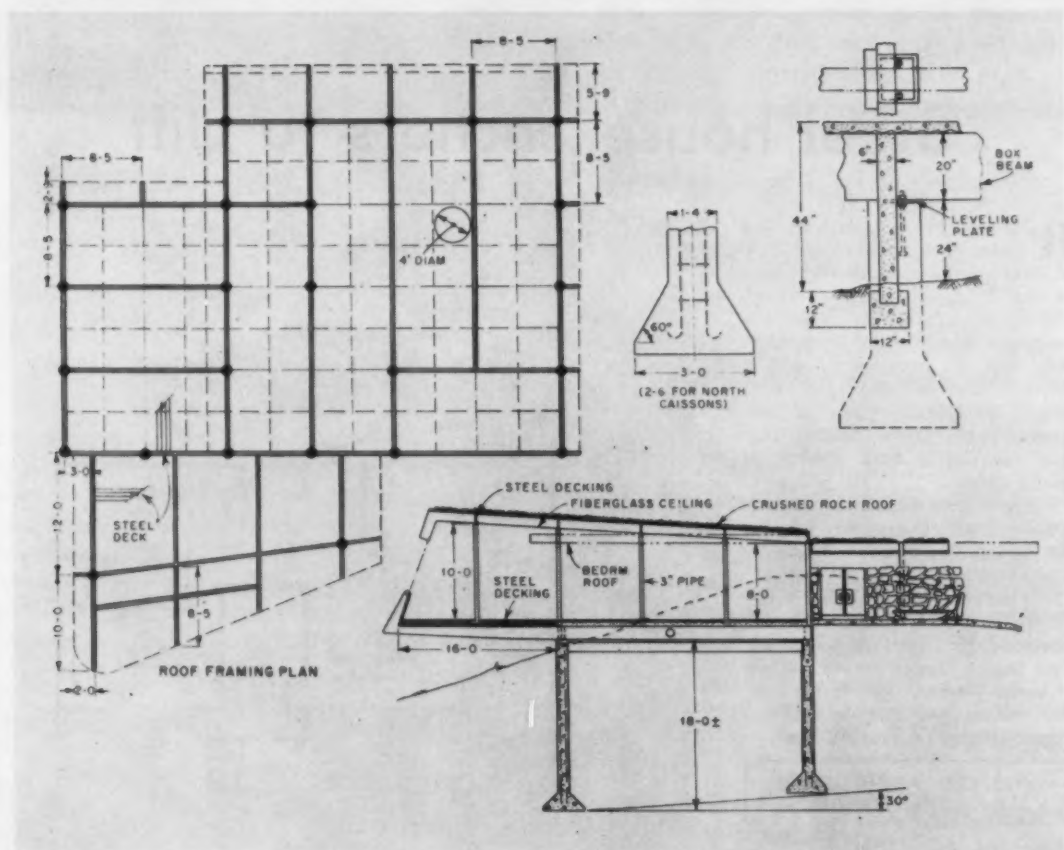 8-5
5-9
8-5
8-5
2-3
8-5
4' DIAM
3-0
12-0
STEEL
DECK
10-0
8-5
2-0
ROOF FRAMING PLAN
1-4
60°
3-0
(2-6 FOR NORTH
CAISSONS)
6"
20"
BOX
BEAM
44"
LEVELING
PLATE
24"
12"
12"
STEEL DECKING
FIBERGLASS CEILING
CRUSHED ROCK ROOF
10-0
BEDRM
ROOF
3" PIPE
8-0
STEEL
DECKING
16-0
18-0±
30°